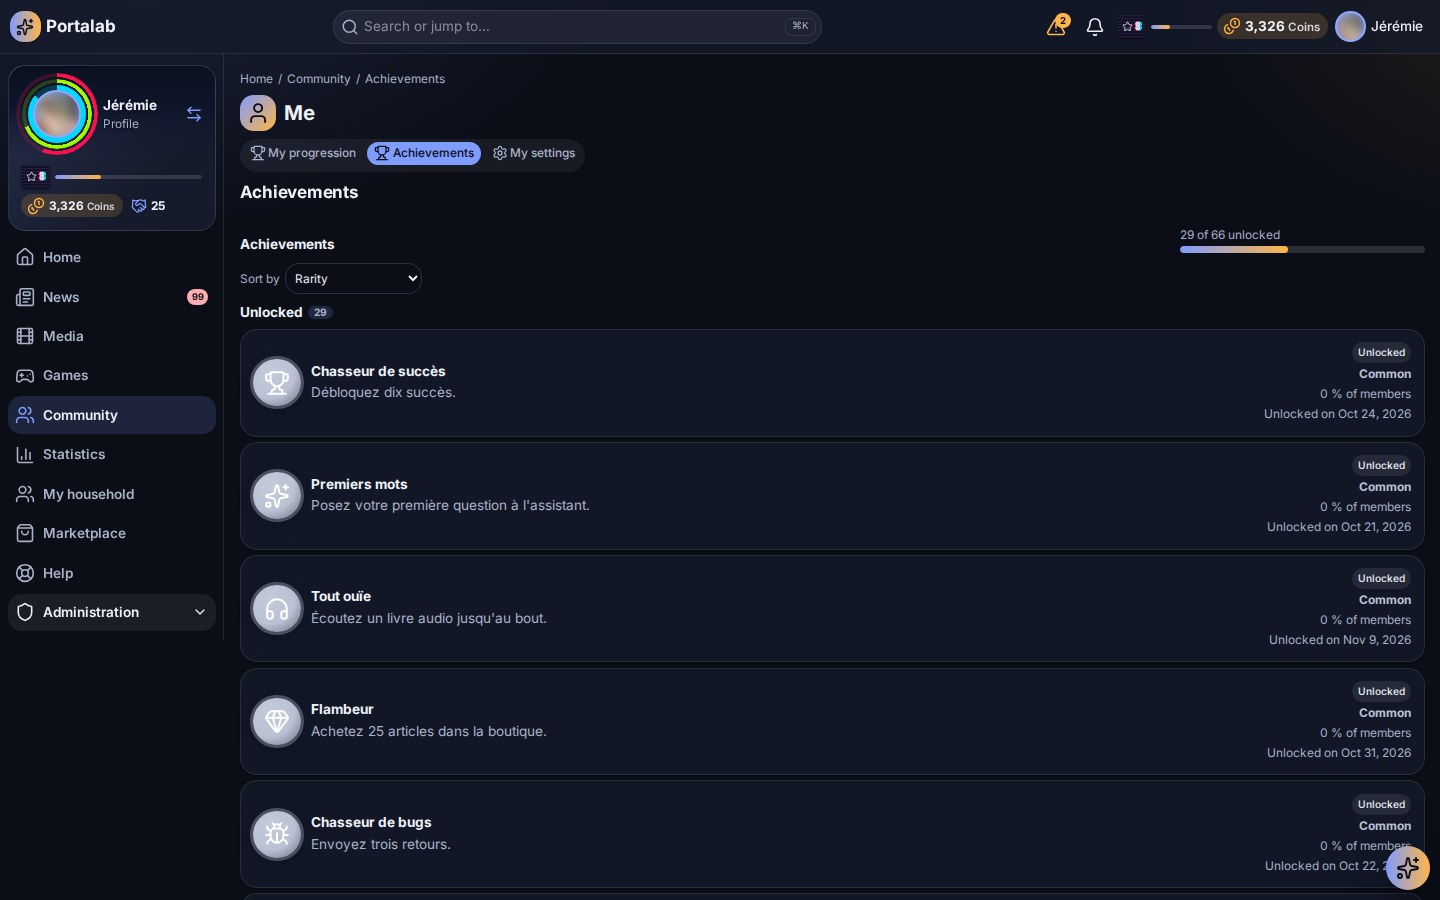 Portalab
Search or jump to...
⌘K
2
3,326 Coins
Jérémie
Jérémie
Profile
3,326 Coins
25
Home
News
99
Media
Games
Community
Statistics
My household
Marketplace
Help
Administration
Home / Community / Achievements
Me
My progression
Achievements
My settings
Achievements
Achievements
29 of 66 unlocked
Sort by
Rarity
Unlocked 29
Chasseur de succès
Débloquez dix succès.
Unlocked
Common
0 % of members
Unlocked on Oct 24, 2026
Premiers mots
Posez votre première question à l'assistant.
Unlocked
Common
0 % of members
Unlocked on Oct 21, 2026
Tout ouïe
Écoutez un livre audio jusqu'au bout.
Unlocked
Common
0 % of members
Unlocked on Nov 9, 2026
Flambeur
Achetez 25 articles dans la boutique.
Unlocked
Common
0 % of members
Unlocked on Oct 31, 2026
Chasseur de bugs
Envoyez trois retours.
Unlocked
Common
0 % of members
Unlocked on Oct 22,